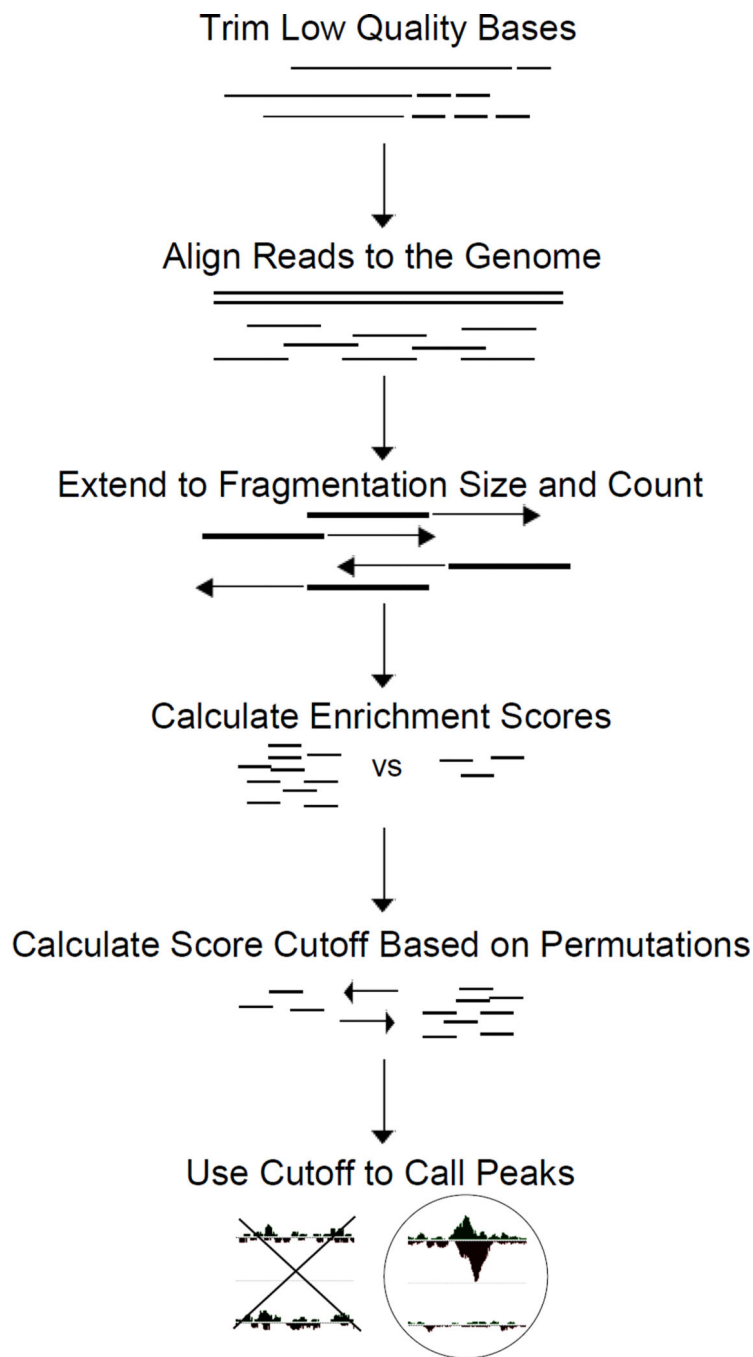 Trim Low Quality Bases
Align Reads to the Genome
Extend to Fragmentation Size and Count
Calculate Enrichment Scores
vs
Calculate Score Cutoff Based on Permutations
Use Cutoff to Call Peaks